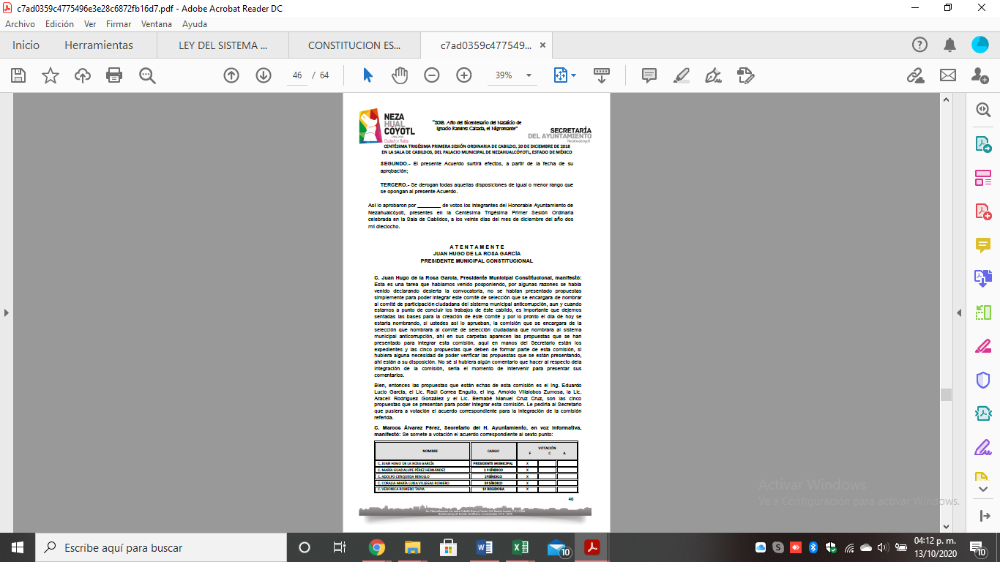 c7ad0359c4775496e3e28c6872fb16d7.pdf - Adobe Acrobat Reader DC
Archivo Edición Ver Firmar Ventana Ayuda
Inicio Herramientas LEY DEL SISTEMA ... CONSTITUCION ES... c7ad0359c477549... ×
46 / 64 39%
NEZA
HUAL
CÓYOTL
Ciudad de Todos
"2018. Año del Bicentenario del Natalicio de
Ignacio Ramírez Calzada, el Nigromante"
SECRETARÍA
DEL AYUNTAMIENTO
Nezahualcóyotl
CENTÉSIMA TRIGÉSIMA PRIMERA SESIÓN ORDINARIA DE CABILDO, 20 DE DICIEMBRE DE 2018
EN LA SALA DE CABILDOS, DEL PALACIO MUNICIPAL DE NEZAHUALCÓYOTL, ESTADO DE MÉXICO
SEGUNDO.- El presente Acuerdo surtirá efectos, a partir de la fecha de su
aprobación;
TERCERO.- Se derogan todas aquellas disposiciones de igual o menor rango que
se opongan al presente Acuerdo.
Así lo aprobaron por ________ de votos los integrantes del Honorable Ayuntamiento de
Nezahualcóyotl, presentes en la Centésima Trigésima Primer Sesión Ordinaria
celebrada en la Sala de Cabildos, a los veinte días del mes de diciembre del año dos
mil dieciocho.
A T E N T A M E N T E
JUAN HUGO DE LA ROSA GARCÍA
PRESIDENTE MUNICIPAL CONSTITUCIONAL
C. Juan Hugo de la Rosa García, Presidente Municipal Constitucional, manifestó:
Esta es una tarea que habíamos venido posponiendo, por algunas razones se había
venido declarando desierta la convocatoria, no se habían presentado propuestas
simplemente para poder integrar este comité de selección que se encargara de nombrar
al comité de participación ciudadana del sistema municipal anticorrupción, aun y cuando
estamos a punto de concluir los trabajos de éste cabildo, es importante que dejemos
sentadas las bases para la creación de éste comité y por lo pronto el día de hoy se
estaría nombrando, si ustedes así lo aprueban, la comisión que se encargara de la
selección que nombrara al comité de selección ciudadana que nombrara al sistema
municipal anticorrupción, ahí en sus carpetas aparecen las propuestas que se han
presentado para integrar esta comisión, aquí en manos del Secretario están los
expedientes y las cinco propuestas que deben de formar parte de esta comisión, si
hubiera alguna necesidad de poder verificar las propuestas que se están presentando,
ahí están a su disposición. No sé si hubiera algún comentario que hacer al respecto dela
integración de la comisión, sería el momento de intervenir para presentar sus
comentarios.
Bien, entonces las propuestas que están echas de esta comisión es el Ing. Eduardo
Lucio García, el Lic. Raúl Correa Enguilo, el Ing. Arnoldo Villalobos Zumosa, la Lic.
Araceli Rodríguez González y el Lic. Bernabé Manuel Cruz Cruz, son las cinco
propuestas que se presentan para poder integrar esta comisión. Le pediría al Secretario
que pusiera a votación el acuerdo correspondiente para la integración de la comisión
referida.
C. Marcos Álvarez Pérez, Secretario del H. Ayuntamiento, en voz informativa,
manifestó: Se somete a votación el acuerdo correspondiente al sexto punto:
NOMBRE CARGO VOTACIÓN
F C A
C. JUAN HUGO DE LA ROSA GARCÍA PRESIDENTE MUNICIPAL X
C. MARÍA GUADALUPE PÉREZ HERNÁNDEZ 1 º SÍNDICO X
C. ADOLFO CERQUEDA REBOLLO 2º SÍNDICO X
C. CORALIA MARÍA LUISA VILLEGAS ROMERO 3º SÍNDICO X
C. VERONICA ROMERO TAPIA 1º REGIDORA X
46
Activar Windows
Ve a Configuración para activar Windows.
Escribe aquí para buscar
10
04:12 p. m.
13/10/2020
10